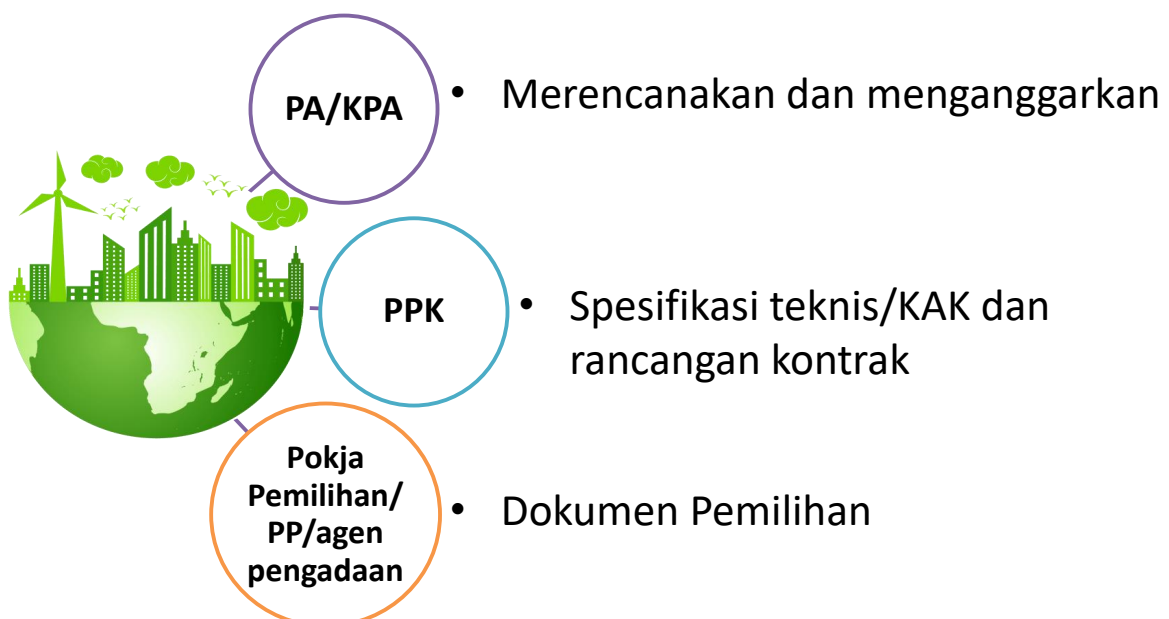 PA/KPA
• Merencanakan dan menganggarkan
PPK
• Spesifikasi teknis/KAK dan
rancangan kontrak
Pokja
Pemilihan/
PP/agen
pengadaan
• Dokumen Pemilihan